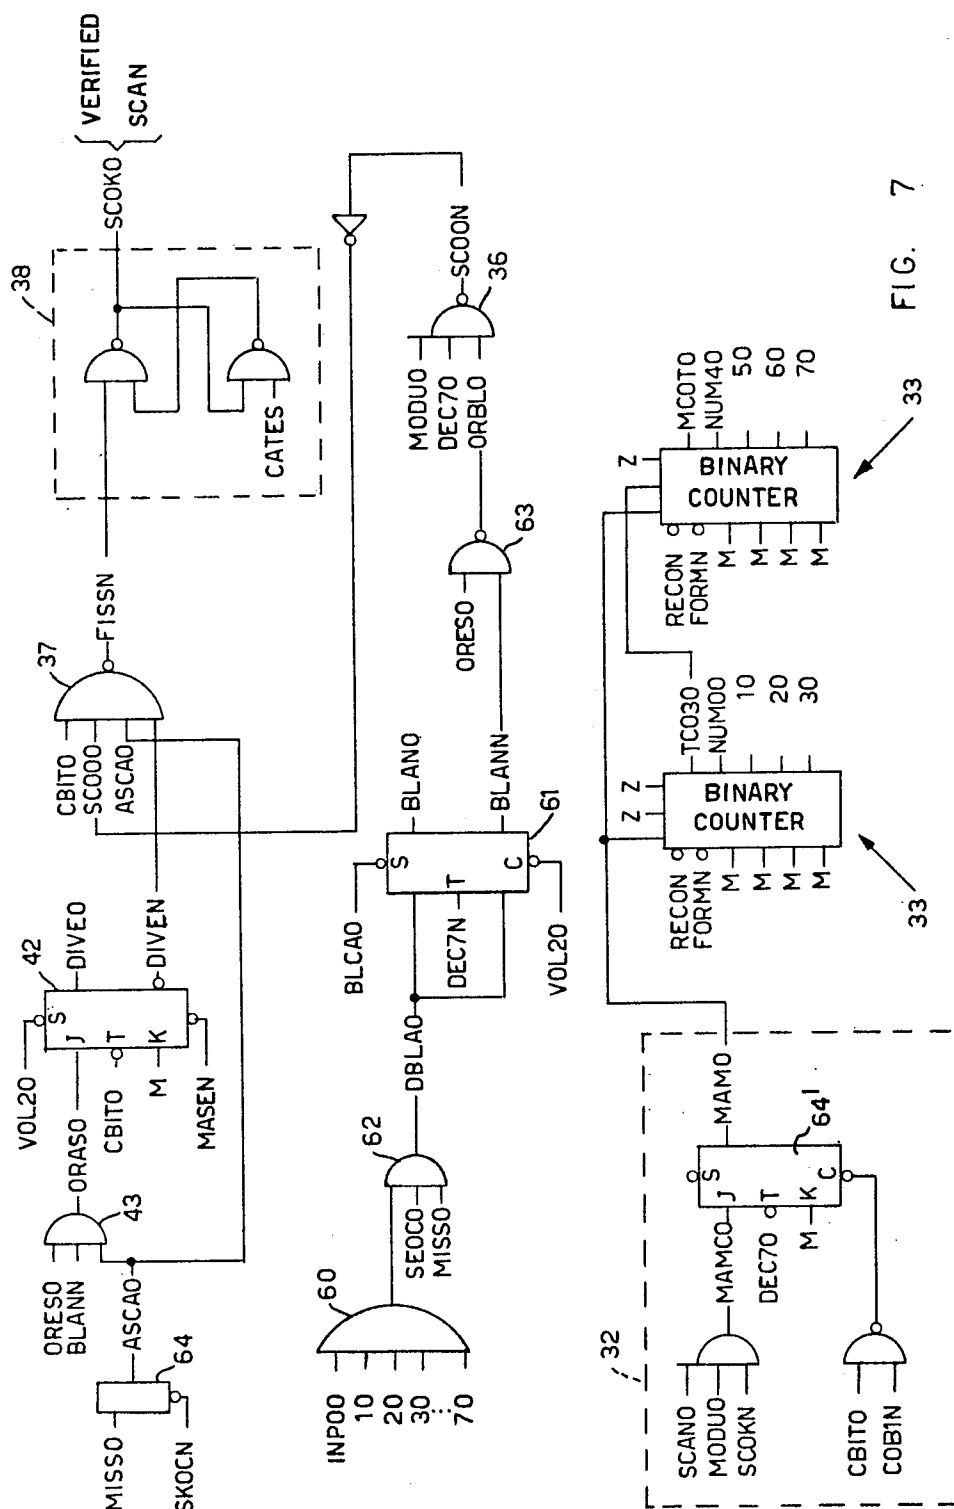 VERIFIED
SCAN
SCOKO
38
CATES
FISSN
37
CBITO
SCOOO
ASCAO
DIVEO
DIVEN
42
VOL20
S
J
T
K
CBITO
M
MASEN
ORASO
43
ORESO
BLANN
ASCAO
64
MISSO
SKOCN
SCOON
36
MODUO
DEC70
ORBLO
63
ORESO
BLANO
BLANN
61
BLCAO
S
T
C
DEC7N
VOL20
DBLAO
62
SEOCO
MISSO
60
INPOO
10
20
30
70
FIG. 7
33
MCOTO
NUM40
50
60
70
Z
BINARY
COUNTER
RECON
FORMN
M
M
M
M
TCO30
NUMOO
10
20
30
Z
Z
BINARY
COUNTER
RECON
FORMN
M
M
M
M
33
MAMO
64'
S
J
T
K
C
DEC70
M
MAMCO
32
SCANO
MODUO
SCOKN
CBITO
COB1N